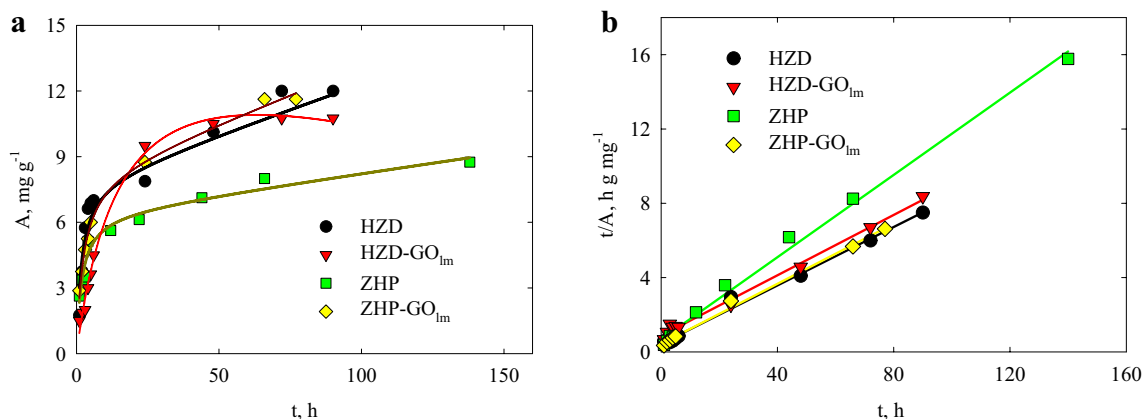 a
A, mg g⁻¹
15
12
9
6
3
0
0
50
100
150
t, h
HZD
HZD-GOlm
ZHP
ZHP-GOlm
b
t/A, h g mg⁻¹
16
12
8
4
0
0
40
80
120
160
t, h
HZD
HZD-GOlm
ZHP
ZHP-GOlm